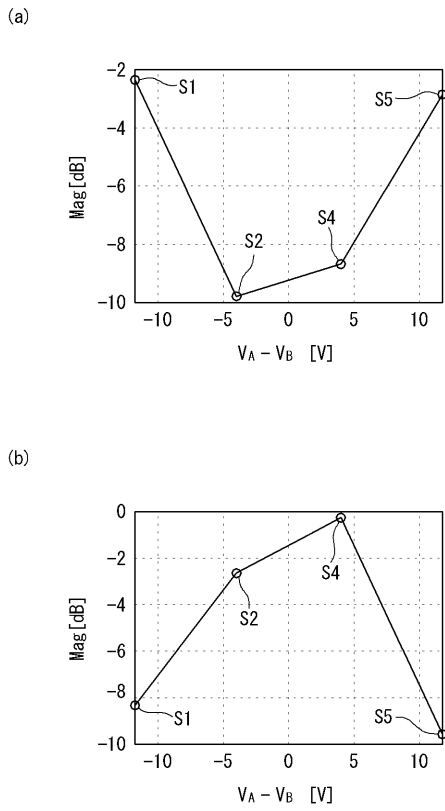 (a)
-2
-4
-6
-8
-10
Mag[dB]
S1
S2
S4
S5
-10 -5 0 5 10
VA - VB [V]
(b)
0
-2
-4
-6
-8
-10
Mag[dB]
S1
S2
S4
S5
-10 -5 0 5 10
VA - VB [V]